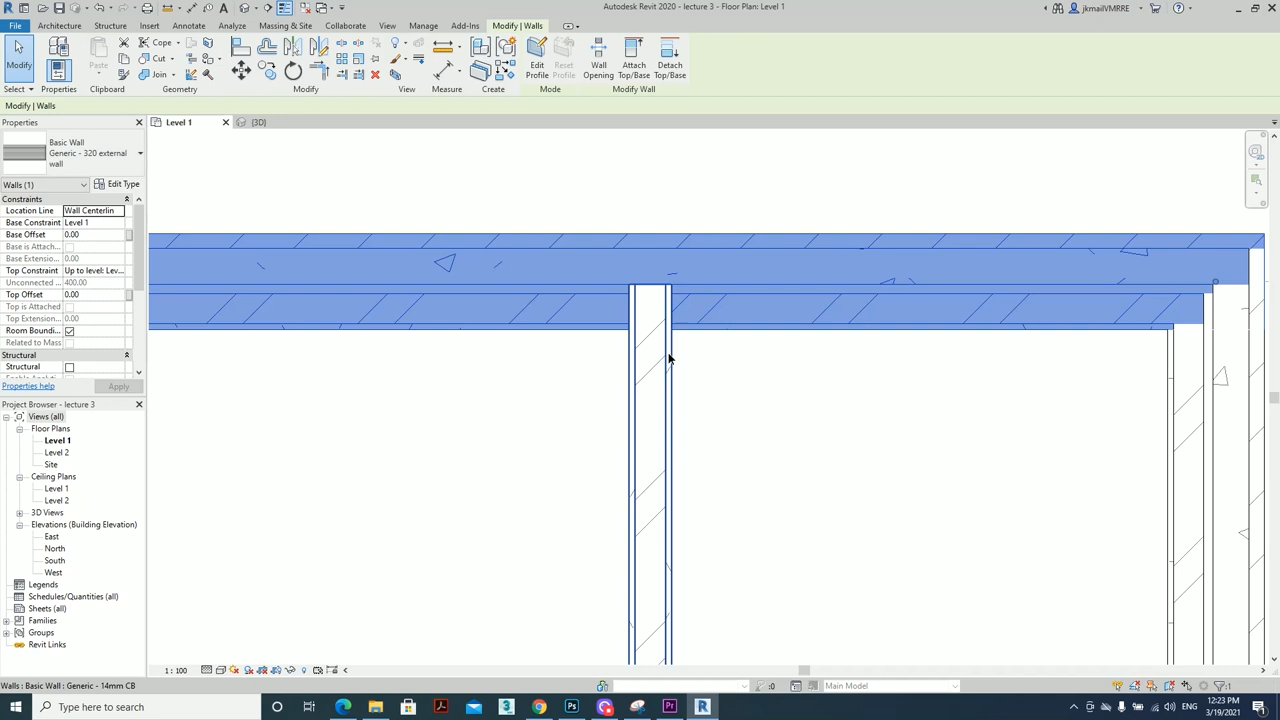 Autodesk Revit 2020 - lecture 3 - Floor Plan: Level 1
jkmailVMRRE
File Architecture Structure Insert Annotate Analyze Massing & Site Collaborate View Manage Add-Ins Modify | Walls
Modify Paste Cope Cut Join Edit Profile Reset Profile Wall Opening Attach Top/Base Detach Top/Base
Select Properties Clipboard Geometry Modify View Measure Create Mode Modify Wall
Modify | Walls
Properties
Level 1
{3D}
Basic Wall
Generic - 320 external
wall
Walls (1) Edit Type
Constraints
Location Line Wall Centerlin
Base Constraint Level 1
Base Offset 0.00
Base is Attach...
Base Extensio... 0.00
Top Constraint Up to level: Lev...
Unconnected ... 400.00
Top Offset 0.00
Top is Attached
Top Extension... 0.00
Room Boundi...
Related to Mass
Structural
Structural
Properties help Apply
Project Browser - lecture 3
Views (all)
Floor Plans
Level 1
Level 2
Site
Ceiling Plans
Level 1
Level 2
3D Views
Elevations (Building Elevation)
East
North
South
West
Legends
Schedules/Quantities (all)
Sheets (all)
Families
Groups
Revit Links
1 : 100
Walls : Basic Wall : Generic - 14mm CB
:0
Main Model
:1
Type here to search
ENG
12:23 PM
3/19/2021